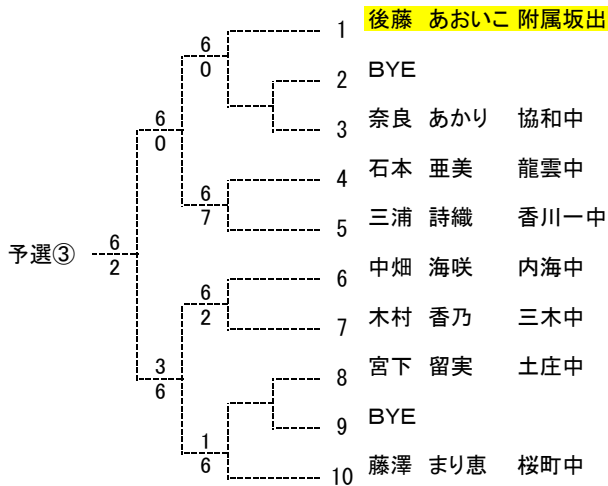 1 後藤 あおいこ 附属坂出
6
0
2 BYE
6
0
3 奈良 あかり 協和中
4 石本 亜美 龍雲中
6
7
5 三浦 詩織 香川一中
予選③
6
2
6 中畑 海咲 内海中
6
2
7 木村 香乃 三木中
3
6
8 宮下 留実 土庄中
9 BYE
1
6
10 藤澤 まり恵 桜町中